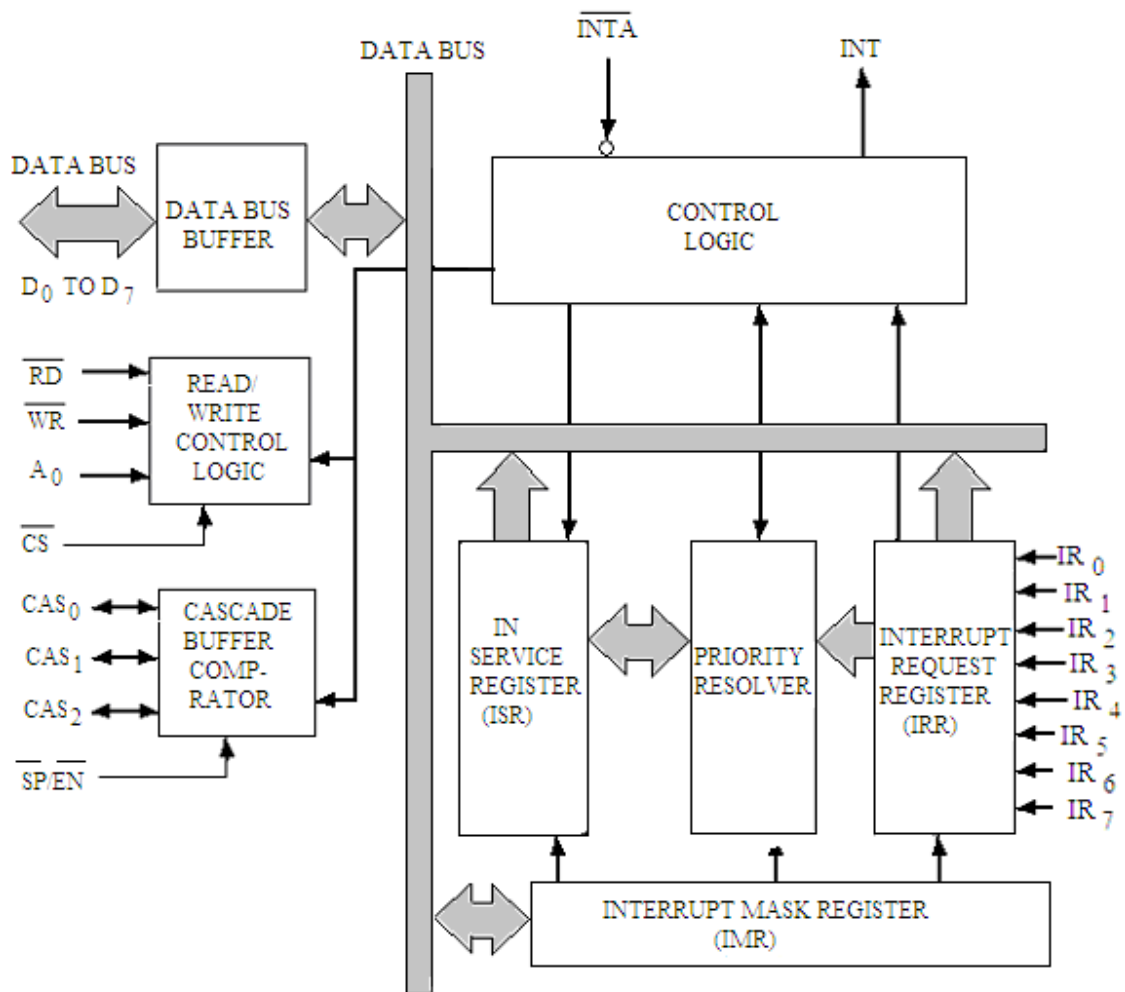 INTA
DATA BUS
INT
DATA BUS
DATA BUS
BUFFER
D0 TO D7
CONTROL
LOGIC
RD
WR
A0
CS
READ/
WRITE
CONTROL
LOGIC
CAS0
CAS1
CAS2
SP/EN
CASCADE
BUFFER
COMP-
RATOR
IN
SERVICE
REGISTER
(ISR)
PRIORITY
RESOLVER
INTERRUPT
REQUEST
REGISTER
(IRR)
IR0
IR1
IR2
IR3
IR4
IR5
IR6
IR7
INTERRUPT MASK REGISTER
(IMR)